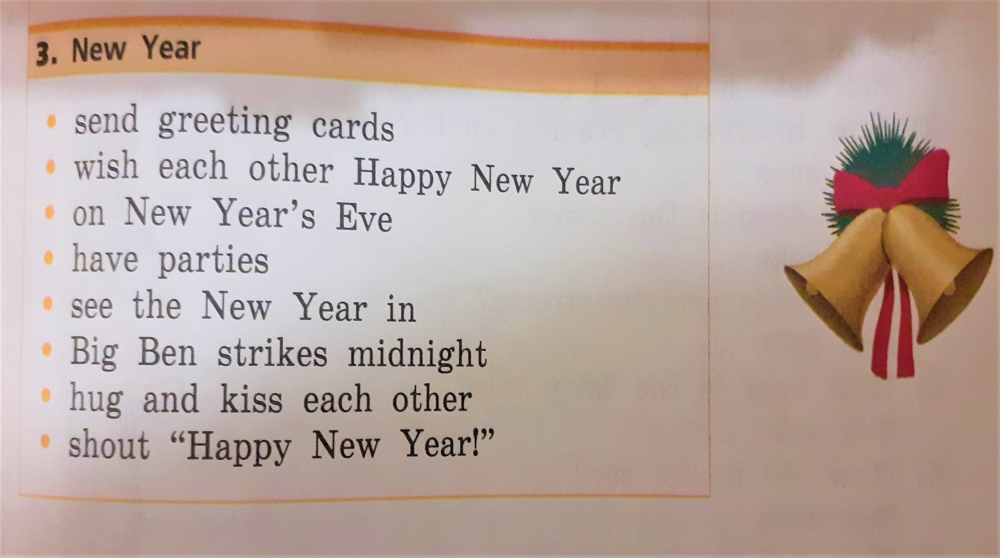 3. New Year
• send greeting cards
• wish each other Happy New Year
• on New Year’s Eve
• have parties
• see the New Year in
• Big Ben strikes midnight
• hug and kiss each other
• shout “Happy New Year!”